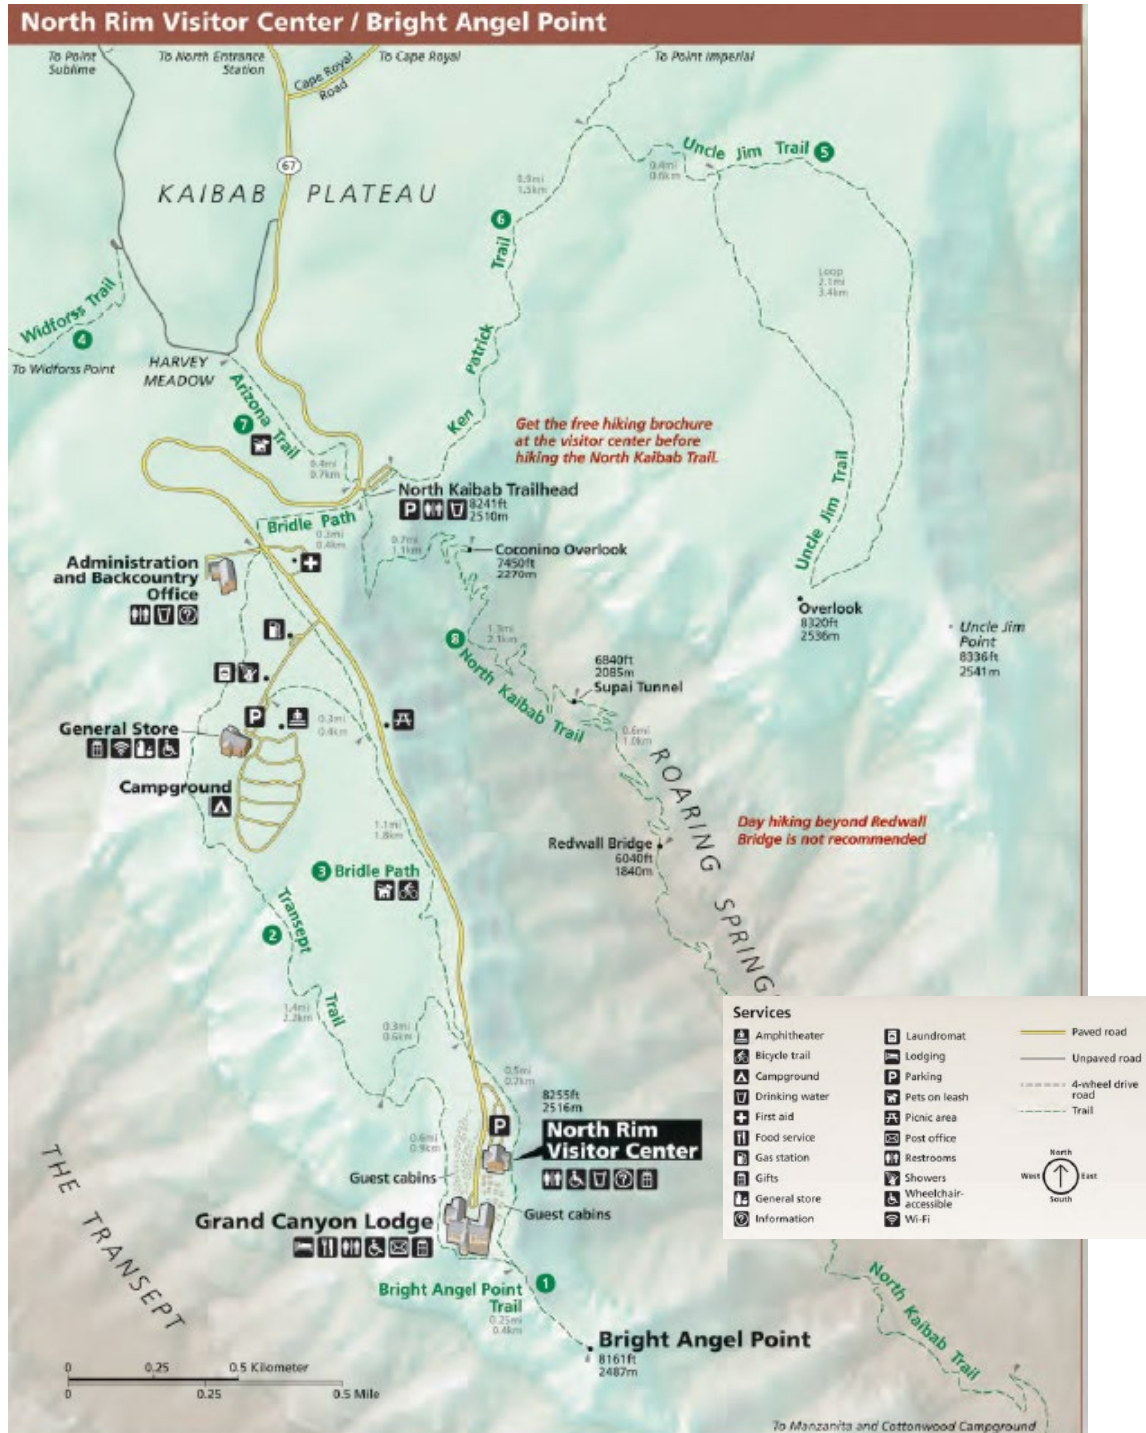 North Rim Visitor Center / Bright Angel Point
To Point
Sublime
To North Entrance
Station
Cape Royal
Road
To Cape Royal
To Point Imperial
67
KAIBAB PLATEAU
Uncle Jim Trail 5
0.4mi
0.6km
0.9mi
1.5km
6
Ken Patrick Trail
Loop
2.1mi
3.4km
Widforss Trail
4
To Widforss Point
HARVEY
MEADOW
Arizona Trail
7
0.4mi
0.7km
Get the free hiking brochure
at the visitor center before
hiking the North Kaibab Trail.
Uncle Jim Trail
Uncle Jim Trail
North Kaibab Trailhead
8241ft
2510m
Bridle Path
0.3mi
0.4km
0.7mi
1.1km
Coconino Overlook
7450ft
2270m
Administration
and Backcountry
Office
Overlook
8320ft
2536m
Uncle Jim
Point
8336ft
2541m
8
1.3mi
2.1km
North Kaibab Trail
6840ft
2085m
Supai Tunnel
0.6mi
1.0km
General Store
0.3mi
0.4km
Campground
1.1mi
1.8km
ROARING SPRINGS
Redwall Bridge
6040ft
1840m
Day hiking beyond Redwall
Bridge is not recommended
3 Bridle Path
2
Transept Trail
1.4mi
2.2km
0.3mi
0.6km
0.5mi
0.7km
8255ft
2516m
P
North Rim
Visitor Center
0.6mi
0.9km
Guest cabins
Guest cabins
Grand Canyon Lodge
THE TRANSEPT
Bright Angel Point
Trail
0.25mi
0.4km
1
Bright Angel Point
8161ft
2487m
North Kaibab Trail
To Manzanita and Cottonwood Campground
0 0.25 0.5 Kilometer
0 0.25 0.5 Mile
Services
Amphitheater
Bicycle trail
Campground
Drinking water
First aid
Food service
Gas station
Gifts
General store
Information
Laundromat
Lodging
Parking
Pets on leash
Picnic area
Post office
Restrooms
Showers
Wheelchair-
accessible
Wi-Fi
Paved road
Unpaved road
4-wheel drive
road
Trail
North
West East
South